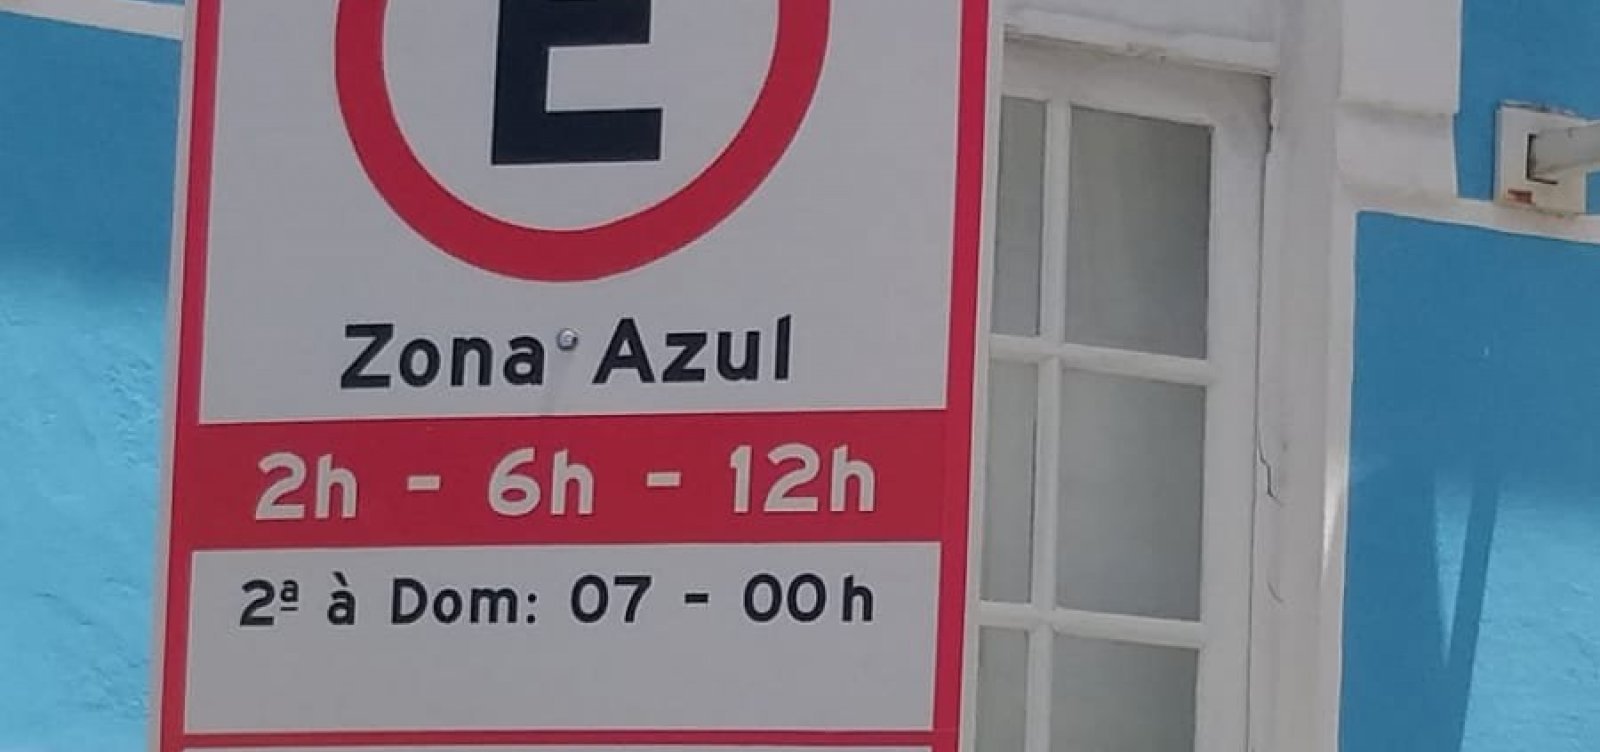 E
Zona Azul
2h - 6h - 12h
2ª à Dom: 07 - 00h